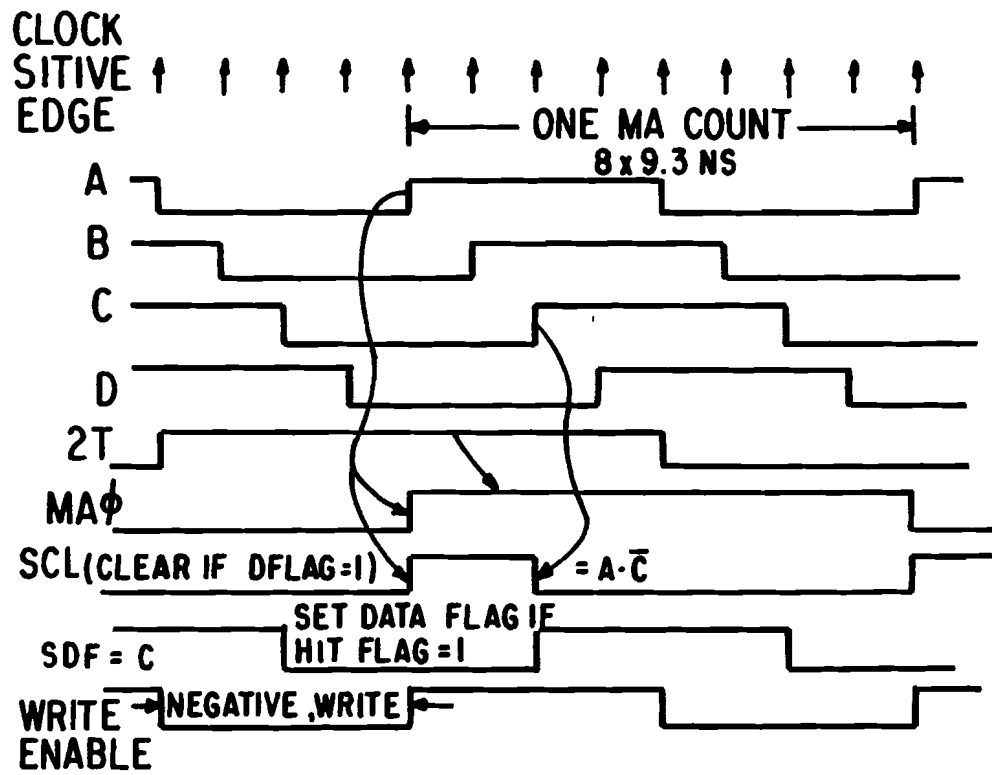 CLOCK
SITIVE
EDGE
ONE MA COUNT
8 x 9.3 NS
A
B
C
D
2T
MAϕ
SCL (CLEAR IF DFLAG=1)
= A·C̅
SET DATA FLAG IF
HIT FLAG = 1
SDF = C
NEGATIVE, WRITE
WRITE
ENABLE